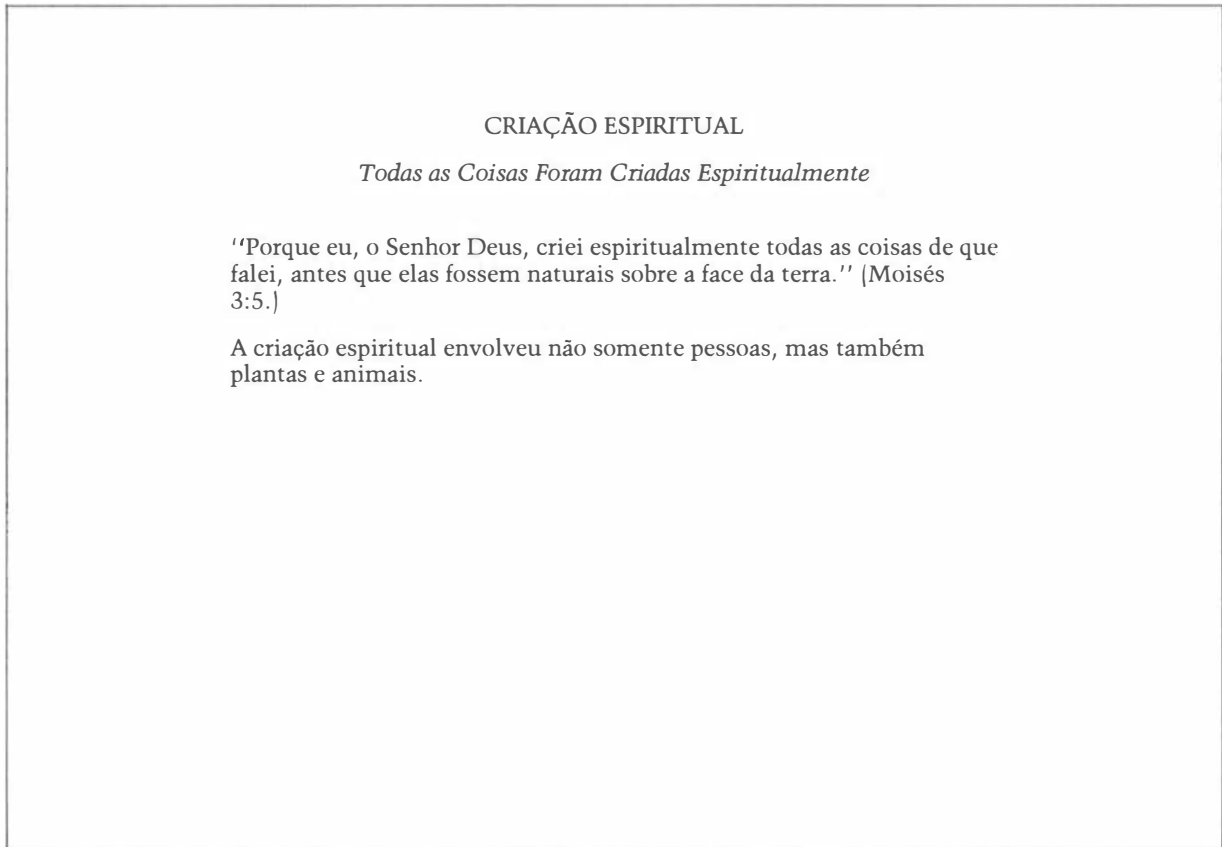 CRIAÇÃO ESPIRITUAL
Todas as Coisas Foram Criadas Espiritualmente
''Porque eu, o Senhor Deus, criei espiritualmente todas as coisas de que
falei, antes que elas fossem naturais sobre a face da terra.'' (Moisés
3:5.)
A criação espiritual envolveu não somente pessoas, mas também
plantas e animais.